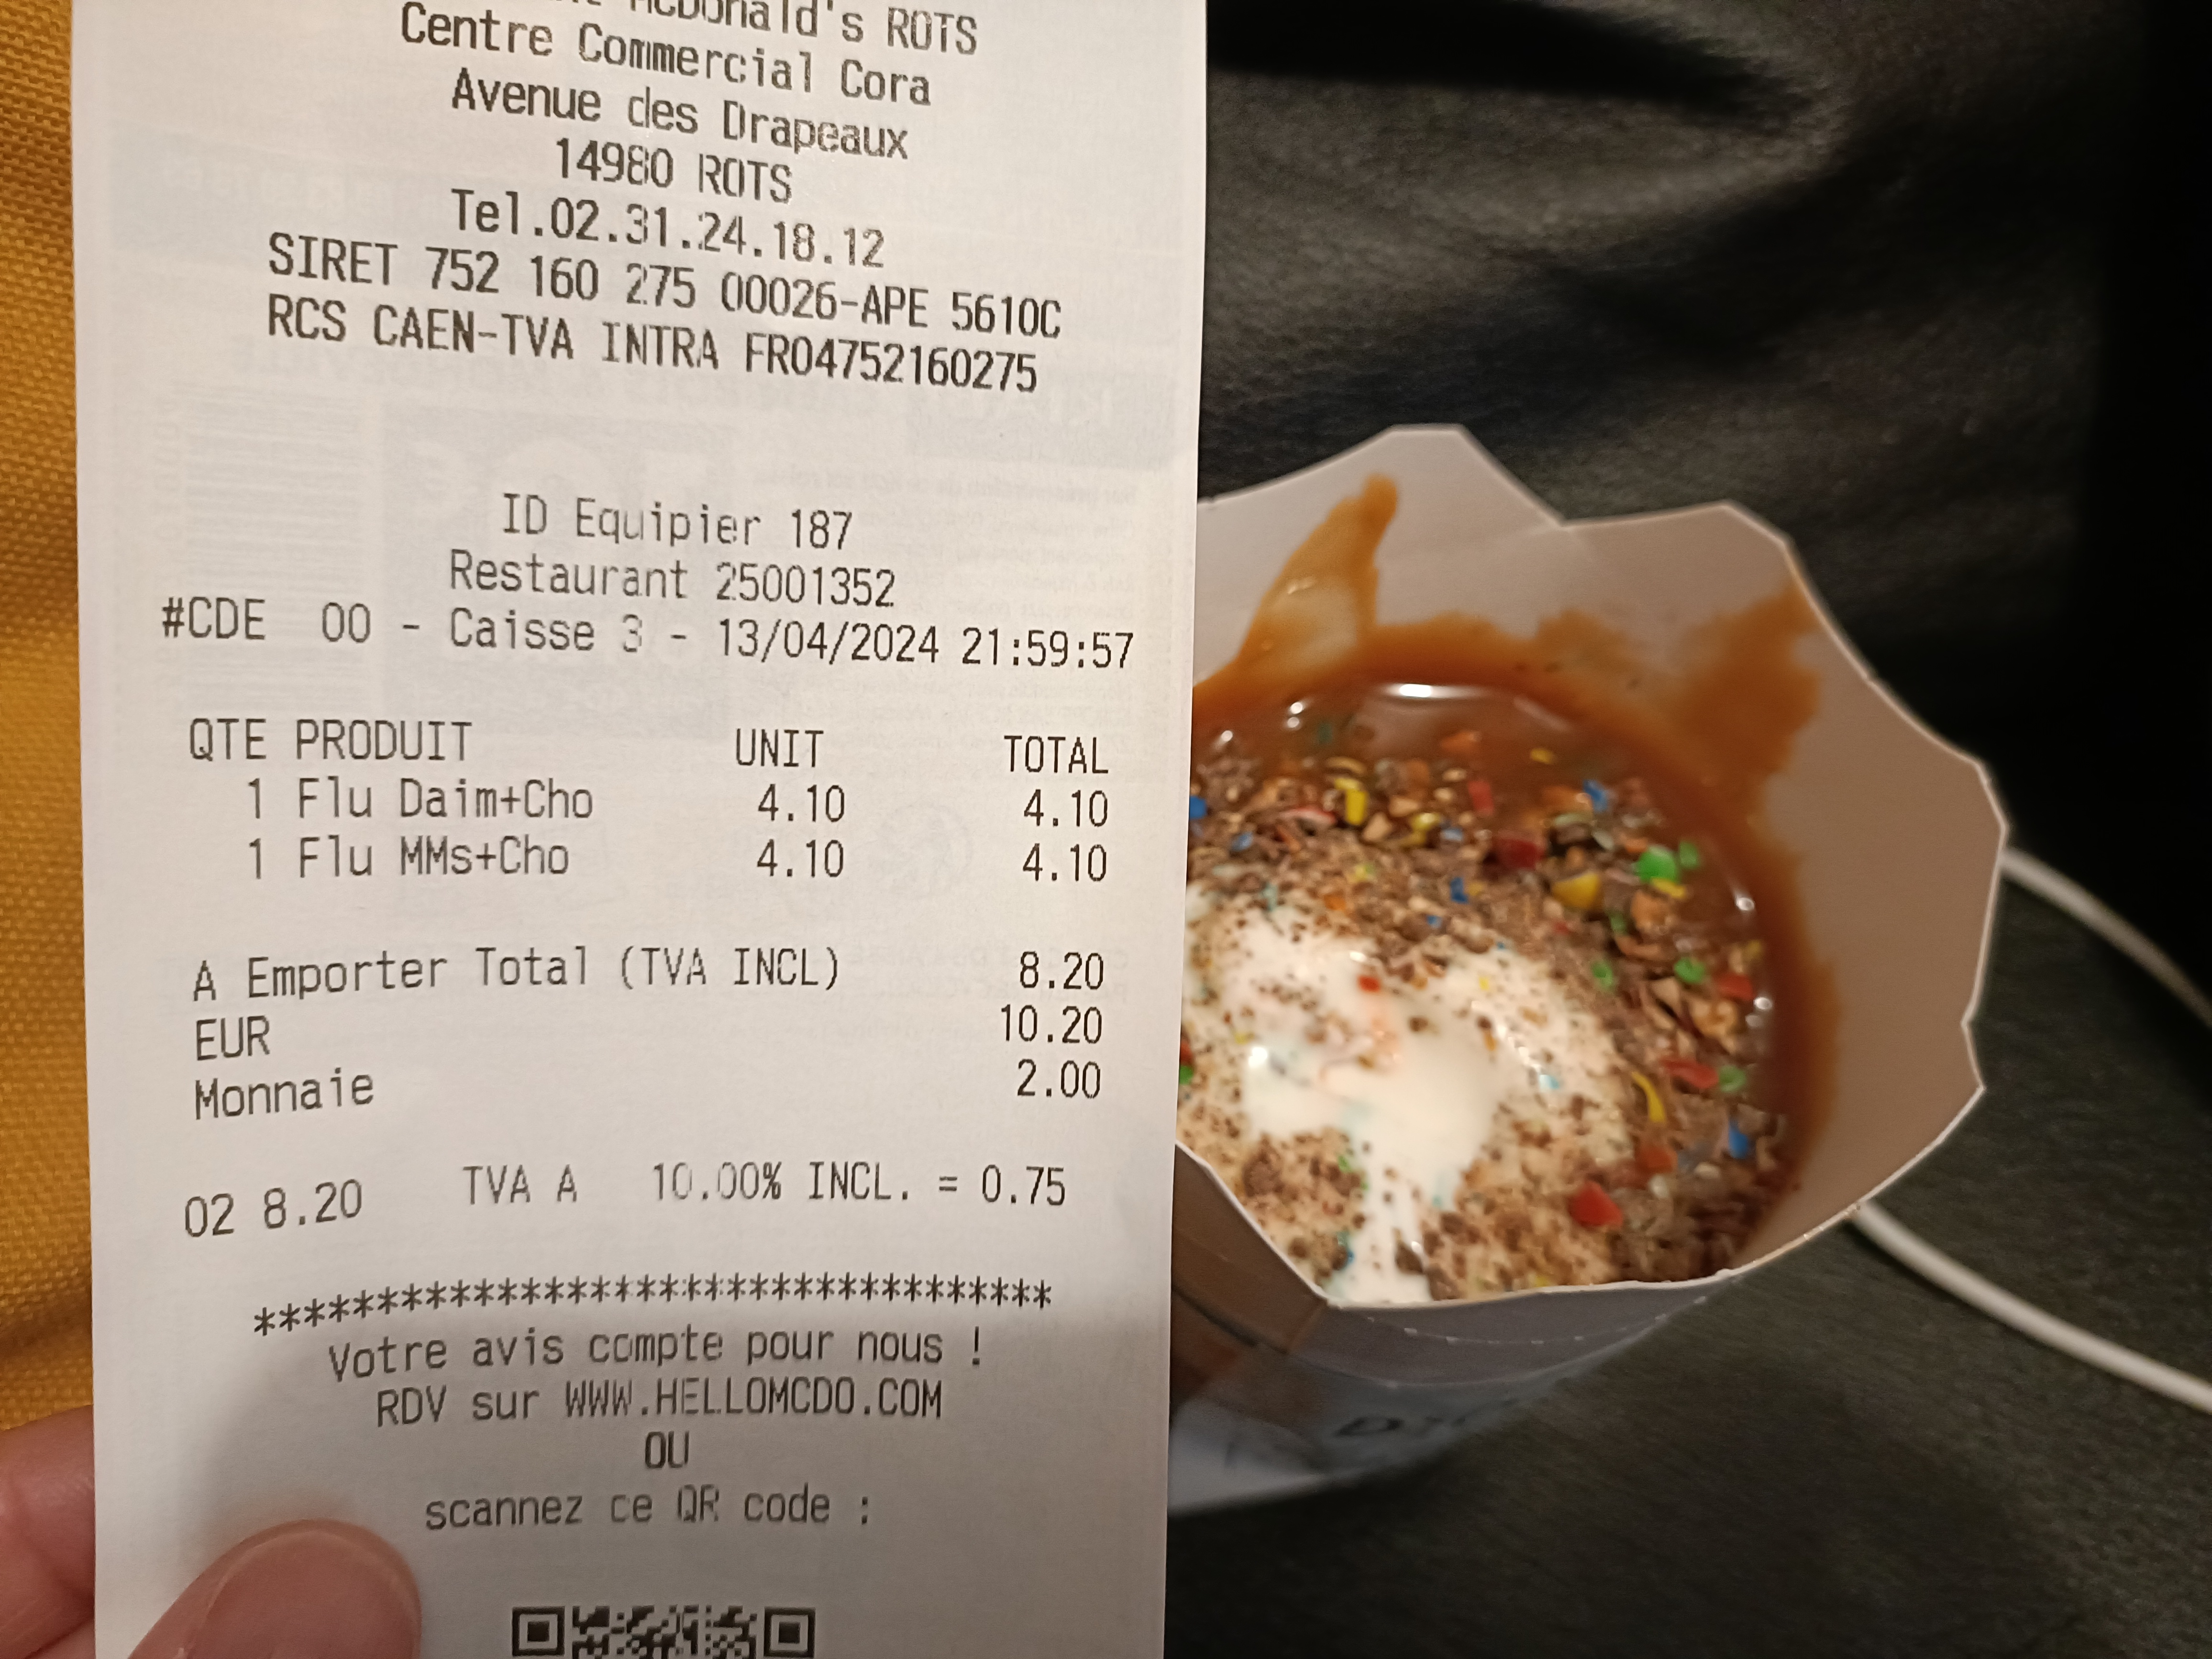 McDonald's ROTS
Centre Commercial Cora
Avenue des Drapeaux
14980 ROTS
Tel.02.31.24.18.12
SIRET 752 160 275 00026-APE 5610C
RCS CAEN-TVA INTRA FR04752160275
ID Equipier 187
Restaurant 25001352
#CDE 00 - Caisse 3 - 13/04/2024 21:59:57
QTE PRODUIT UNIT TOTAL
1 Flu Daim+Cho 4.10 4.10
1 Flu MMs+Cho 4.10 4.10
A Emporter Total (TVA INCL) 8.20
EUR 10.20
Monnaie 2.00
02 8.20 TVA A 10.00% INCL. = 0.75
*********************************
Votre avis compte pour nous !
RDV sur WWW.HELLOMCDO.COM
OU
scannez ce QR code :